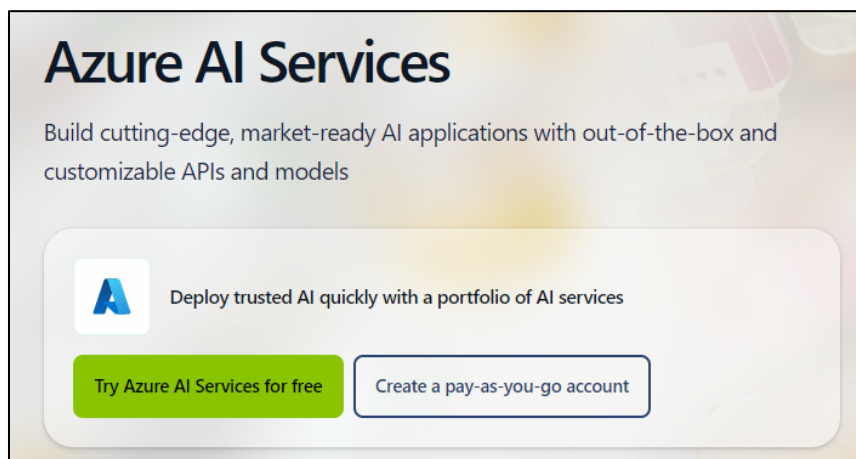 Azure AI Services
Build cutting-edge, market-ready AI applications with out-of-the-box and
customizable APIs and models
Deploy trusted AI quickly with a portfolio of AI services
Try Azure AI Services for free
Create a pay-as-you-go account